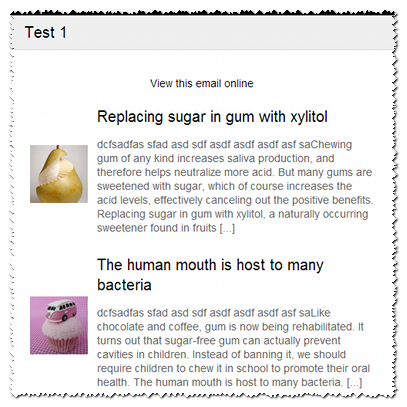 Test 1
View this email online
Replacing sugar in gum with xylitol
dcfsadfas sfad asd sdf asdf asdf asdf asf saChewing
gum of any kind increases saliva production, and
therefore helps neutralize more acid. But many gums are
sweetened with sugar, which of course increases the
acid levels, effectively canceling out the positive benefits.
Replacing sugar in gum with xylitol, a naturally occurring
sweetener found in fruits [...]
The human mouth is host to many
bacteria
dcfsadfas sfad asd sdf asdf asdf asdf asf saLike
chocolate and coffee, gum is now being rehabilitated. It
turns out that sugar-free gum can actually prevent
cavities in children. Instead of banning it, we should
require children to chew it in school to promote their oral
health. The human mouth is host to many bacteria. [...]